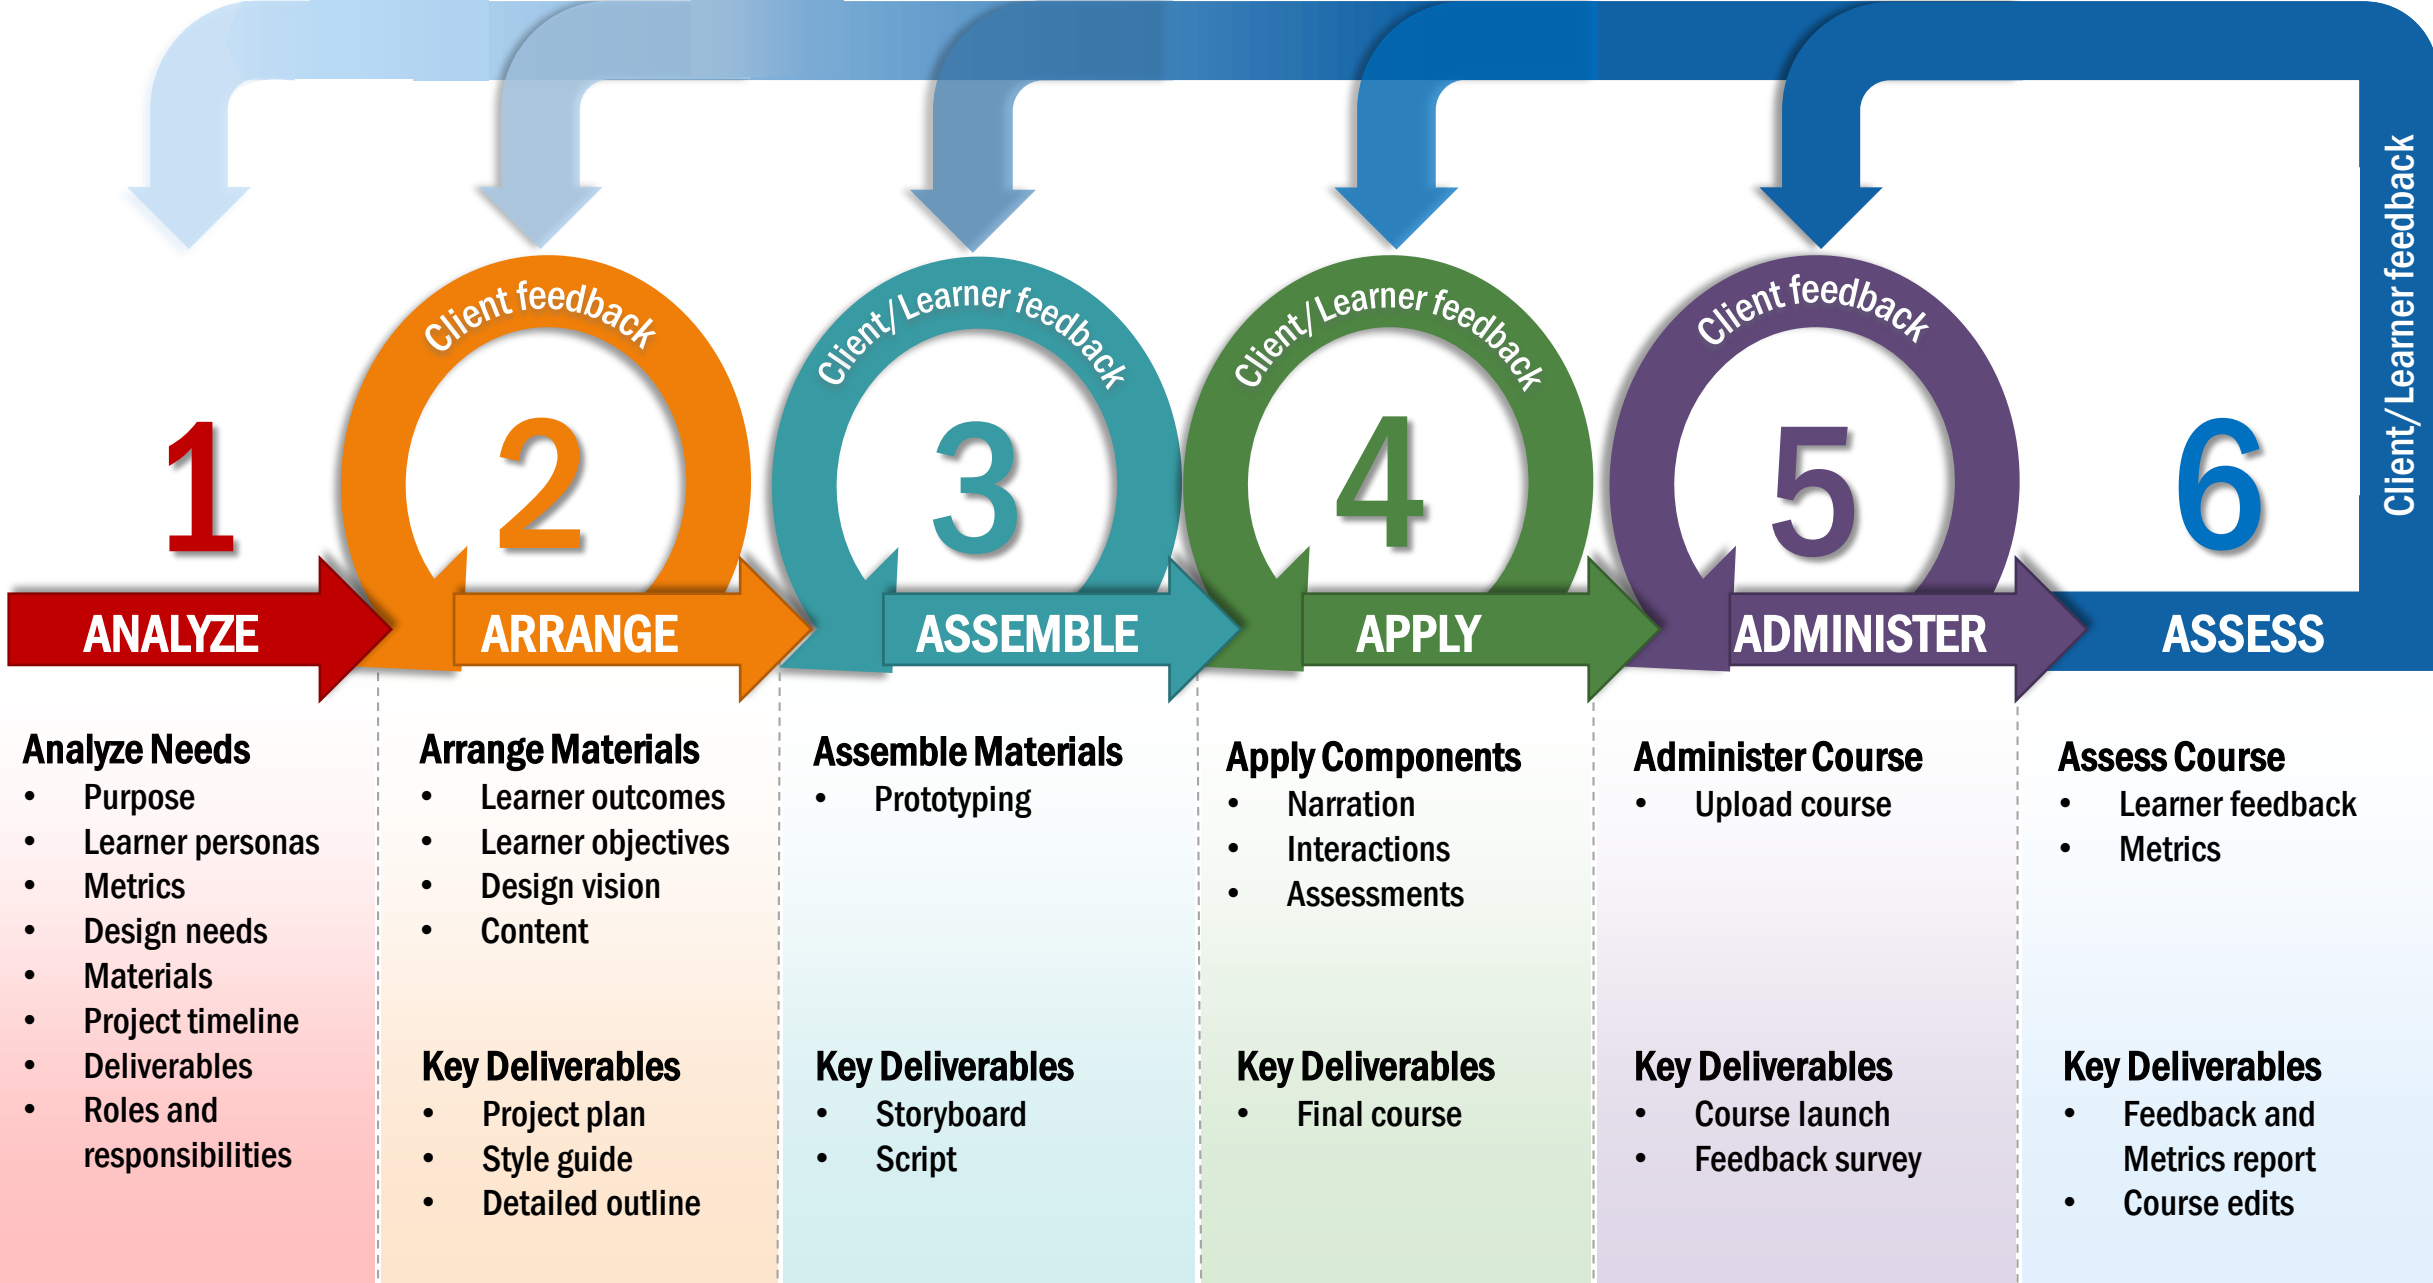 Client/Learner feedback
Client feedback
Client/Learner feedback
Client/Learner feedback
Client feedback
1
2
3
4
5
6
ANALYZE
ARRANGE
ASSEMBLE
APPLY
ADMINISTER
ASSESS
Analyze Needs
• Purpose
• Learner personas
• Metrics
• Design needs
• Materials
• Project timeline
• Deliverables
• Roles and
responsibilities
Arrange Materials
• Learner outcomes
• Learner objectives
• Design vision
• Content
Key Deliverables
• Project plan
• Style guide
• Detailed outline
Assemble Materials
• Prototyping
Key Deliverables
• Storyboard
• Script
Apply Components
• Narration
• Interactions
• Assessments
Key Deliverables
• Final course
Administer Course
• Upload course
Key Deliverables
• Course launch
• Feedback survey
Assess Course
• Learner feedback
• Metrics
Key Deliverables
• Feedback and
Metrics report
• Course edits